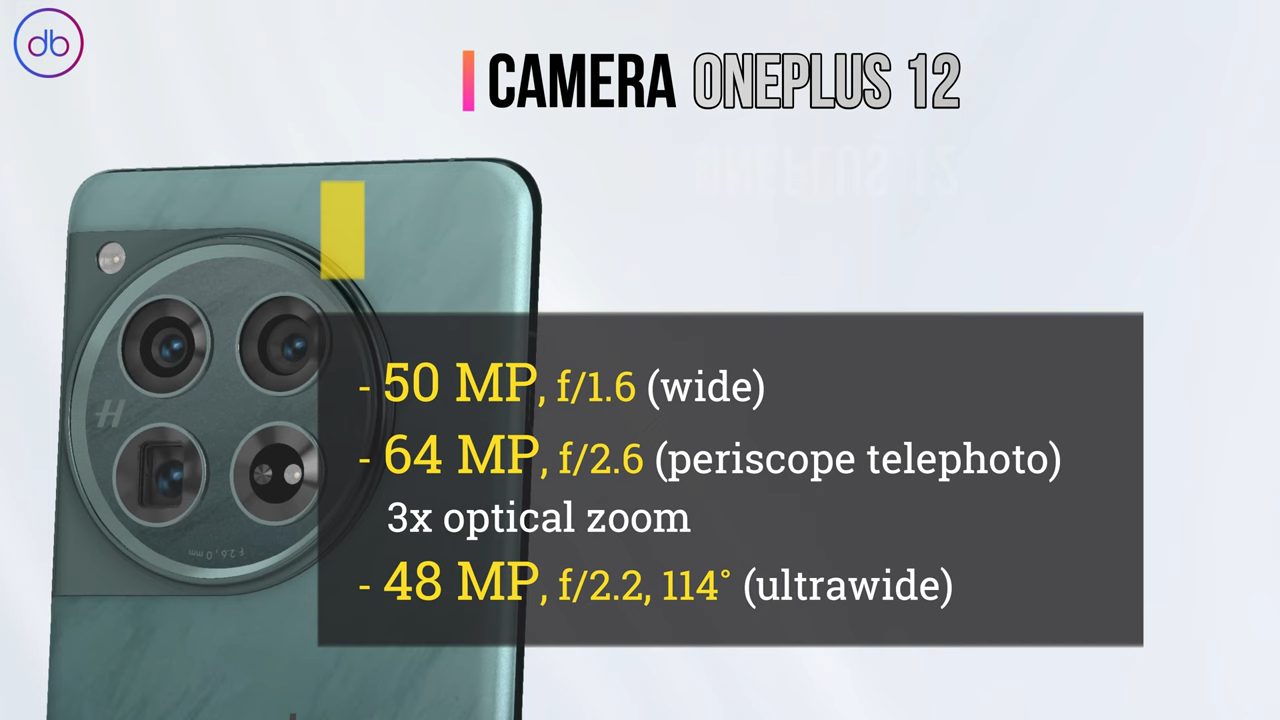 db
CAMERA ONEPLUS 12
- 50 MP, f/1.6 (wide)
- 64 MP, f/2.6 (periscope telephoto)
3x optical zoom
- 48 MP, f/2.2, 114° (ultrawide)
H